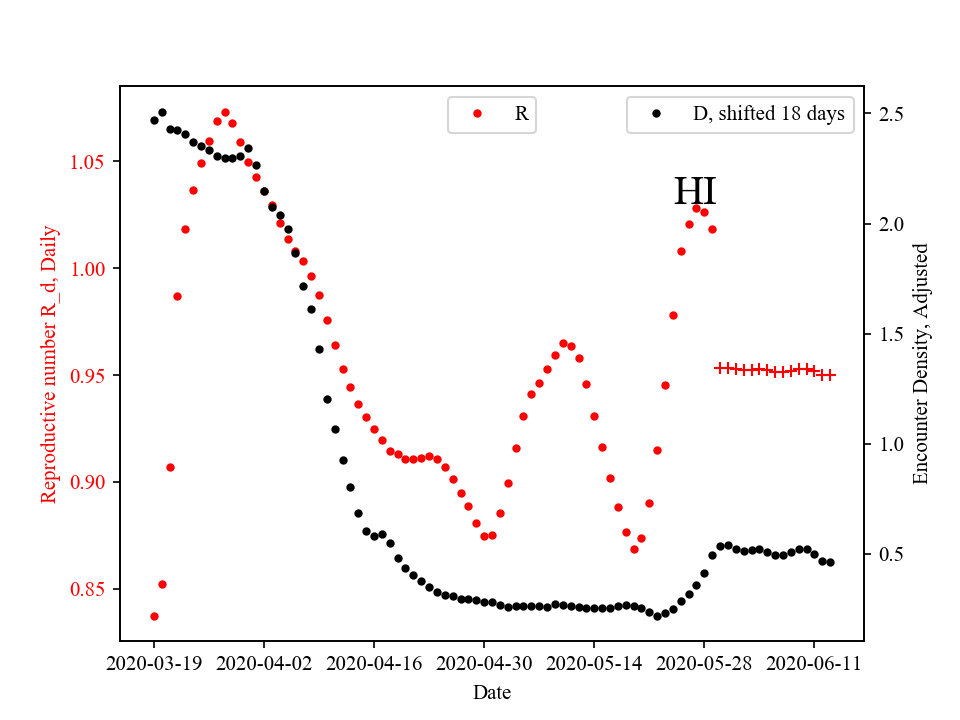 R
D, shifted 18 days
HI
Reproductive number R_d, Daily
1.05
1.00
0.95
0.90
0.85
2.5
2.0
1.5
1.0
0.5
Encounter Density, Adjusted
2020-03-19 2020-04-02 2020-04-16 2020-04-30 2020-05-14 2020-05-28 2020-06-11
Date